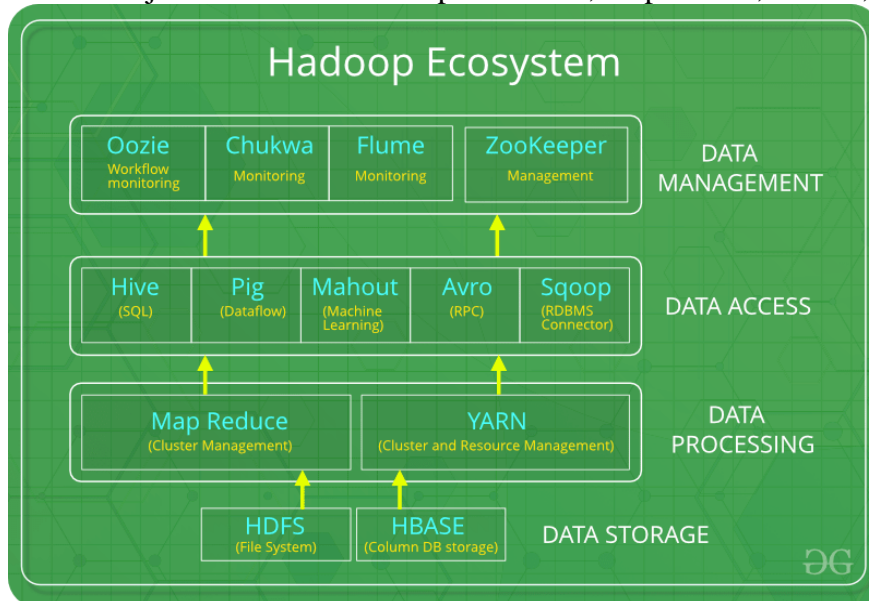 Hadoop Ecosystem
Oozie
Workflow
monitoring
Chukwa
Monitoring
Flume
Monitoring
ZooKeeper
Management
DATA
MANAGEMENT
Hive
(SQL)
Pig
(Dataflow)
Mahout
(Machine
Learning)
Avro
(RPC)
Sqoop
(RDBMS
Connector)
DATA ACCESS
Map Reduce
(Cluster Management)
YARN
(Cluster and Resource Management)
DATA
PROCESSING
HDFS
(File System)
HBASE
(Column DB storage)
DATA STORAGE